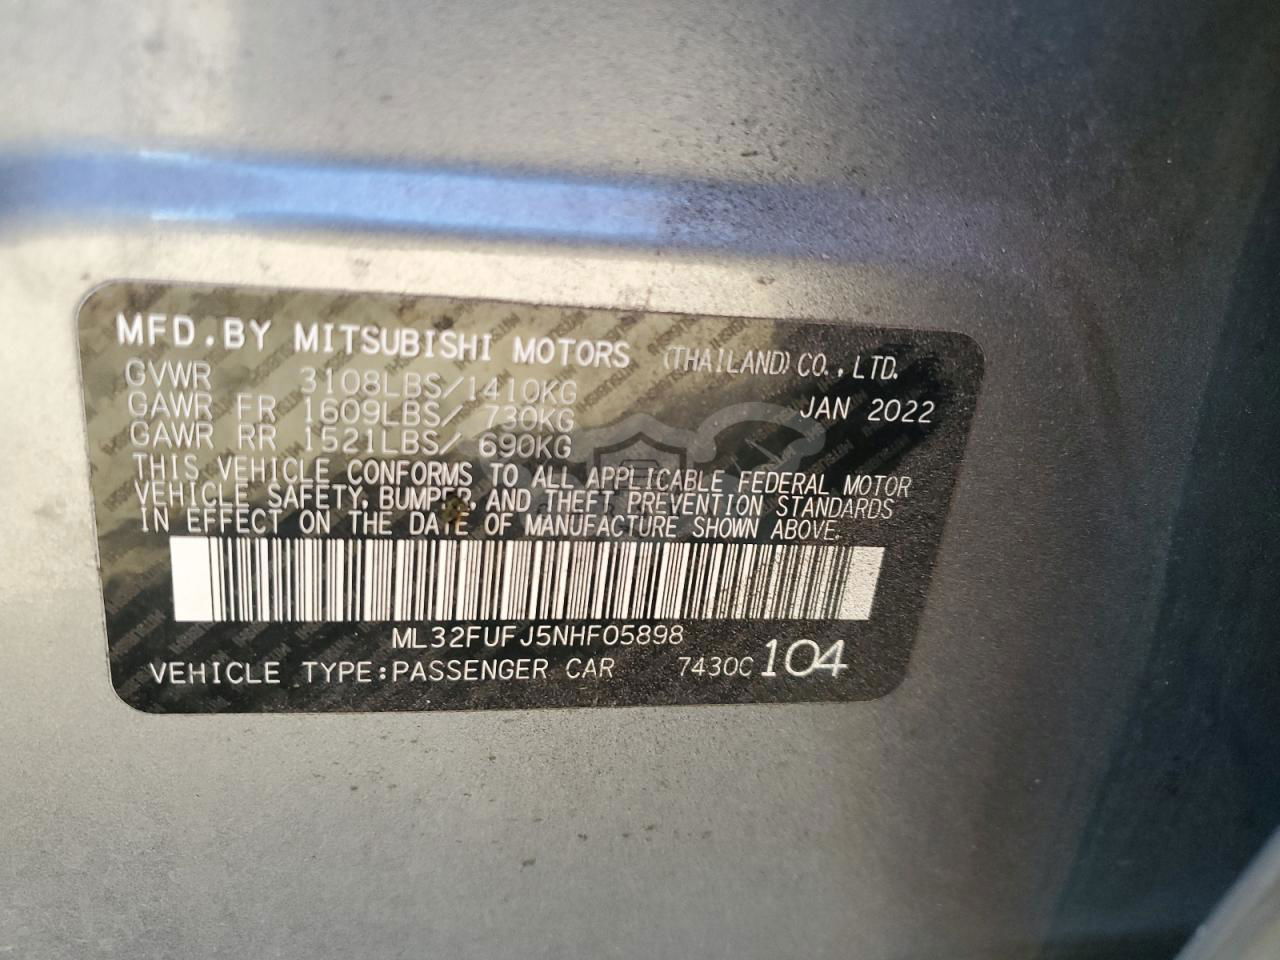 MFD.BY MITSUBISHI MOTORS (THAILAND) CO., LTD.
GVWR 3108LBS/1410KG JAN 2022
GAWR FR 1609LBS/ 730KG
GAWR RR 1521LBS/ 690KG
THIS VEHICLE CONFORMS TO ALL APPLICABLE FEDERAL MOTOR
VEHICLE SAFETY, BUMPER, AND THEFT PREVENTION STANDARDS
IN EFFECT ON THE DATE OF MANUFACTURE SHOWN ABOVE.
ML32FUFJ5NHF05898
VEHICLE TYPE:PASSENGER CAR 7430C 104